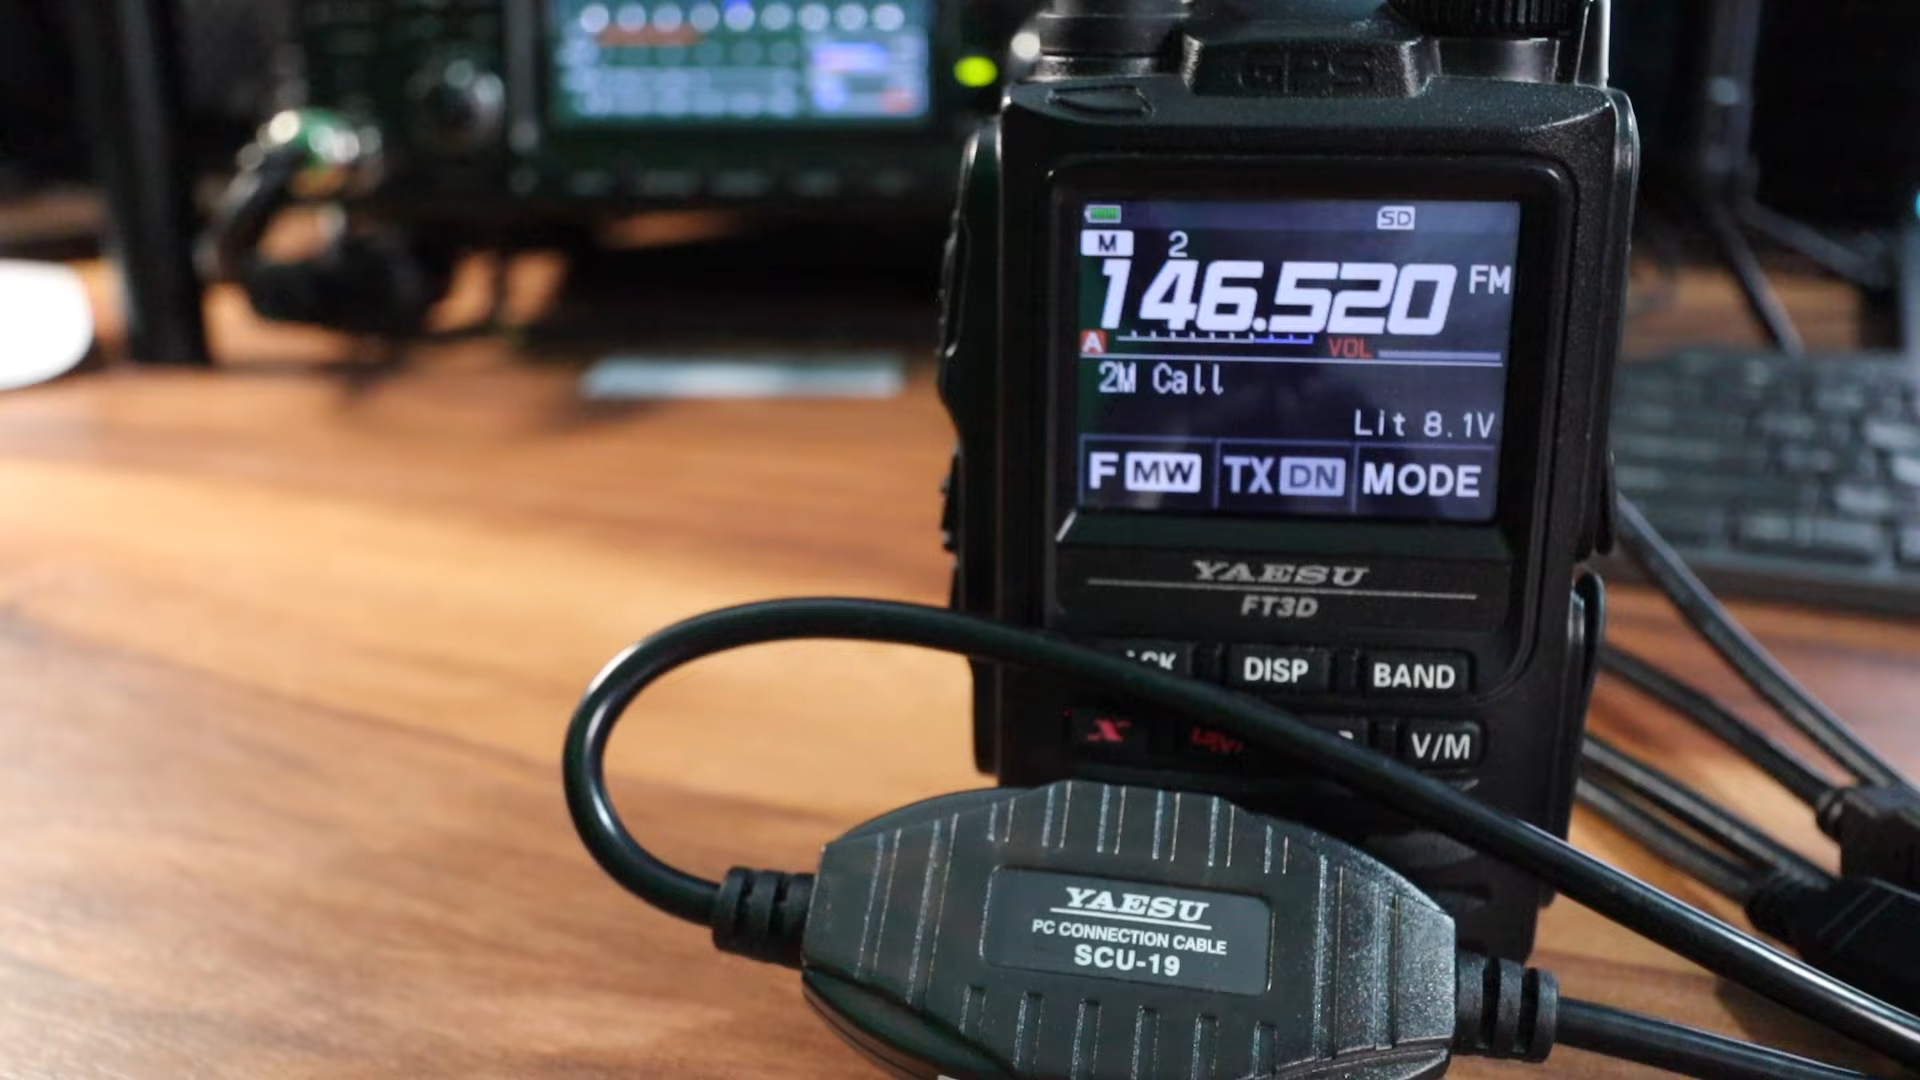 GPS
SD
M 2
146.520 FM
A VOL
2M Call
Lit 8.1V
F MW TX DN MODE
YAESU
FT3D
DISP BAND
X V/M
YAESU
PC CONNECTION CABLE
SCU-19